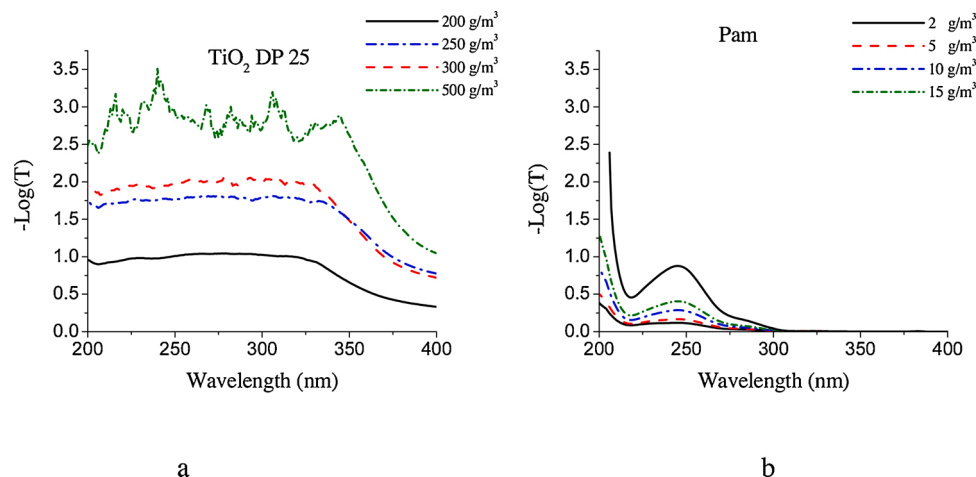 200 g/m³
250 g/m³
300 g/m³
500 g/m³
TiO₂ DP 25
3.5
3.0
2.5
2.0
1.5
1.0
0.5
0.0
-Log(T)
200 250 300 350 400
Wavelength (nm)
a
2 g/m³
5 g/m³
10 g/m³
15 g/m³
Pam
3.5
3.0
2.5
2.0
1.5
1.0
0.5
0.0
-Log(T)
200 250 300 350 400
Wavelength (nm)
b